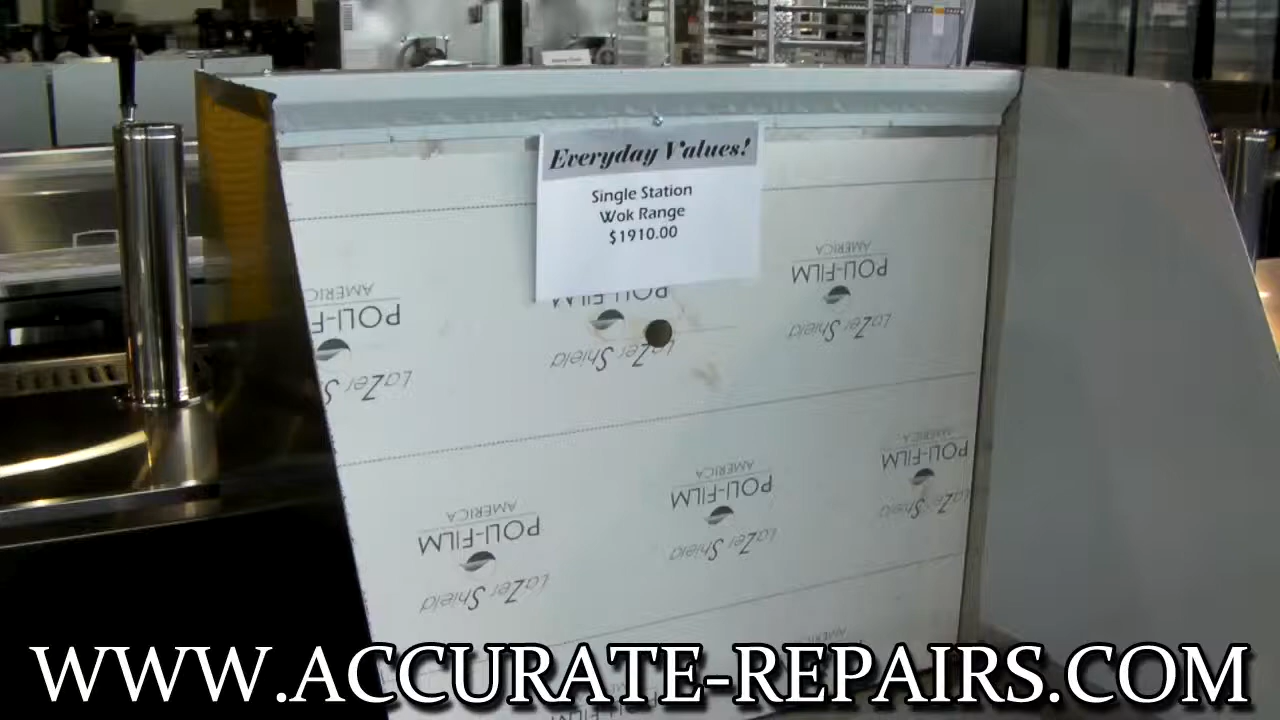 Everyday Values!
Single Station
Wok Range
$1910.00
AMERICA
POLI-FILM
LaZer Shield
AMERICA
POLI-F
LaZer S
POLI-FILM
LaZer Shield
AMERICA
POLI-FILM
LaZer Shield
AMERICA
POLI-FILM
LaZer Shield
AMERICA
POLI-FILM
LaZer Shield
AMERICA
WWW.ACCURATE-REPAIRS.COM